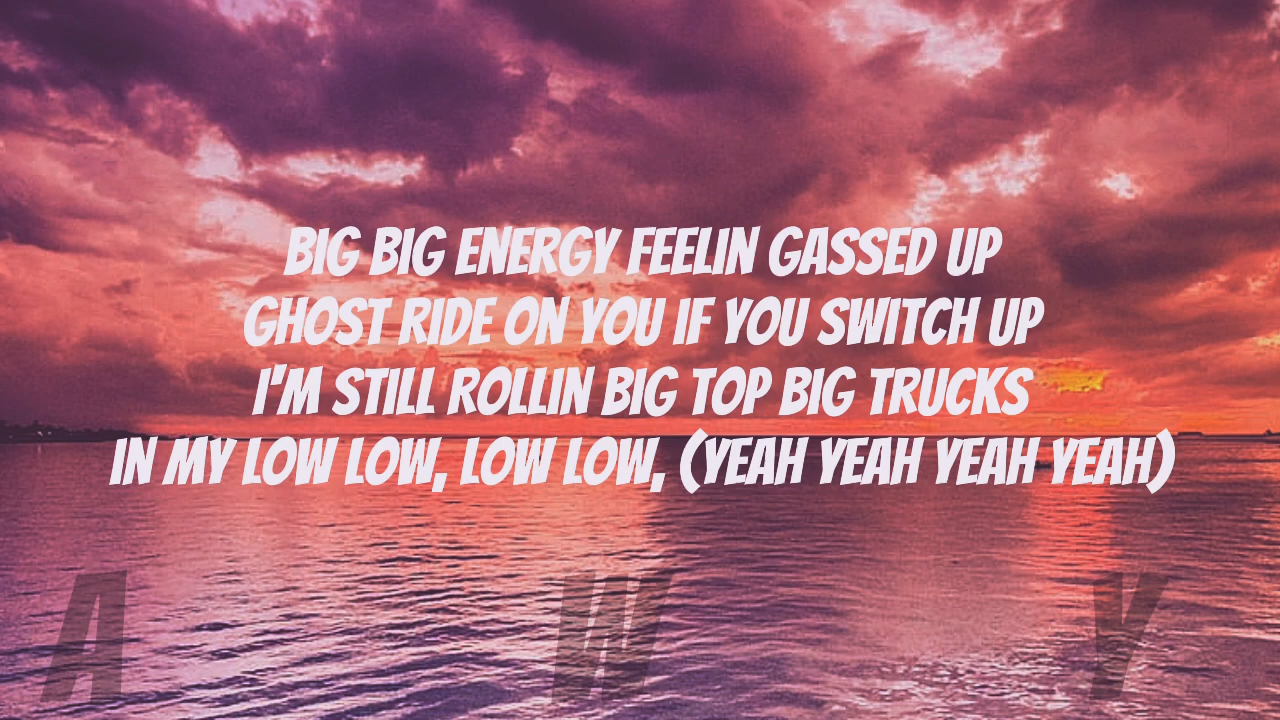 BIG BIG ENERGY FEELIN GASSED UP
GHOST RIDE ON YOU IF YOU SWITCH UP
I'M STILL ROLLIN BIG TOP BIG TRUCKS
IN MY LOW LOW, LOW LOW, (YEAH YEAH YEAH YEAH)
A W Y